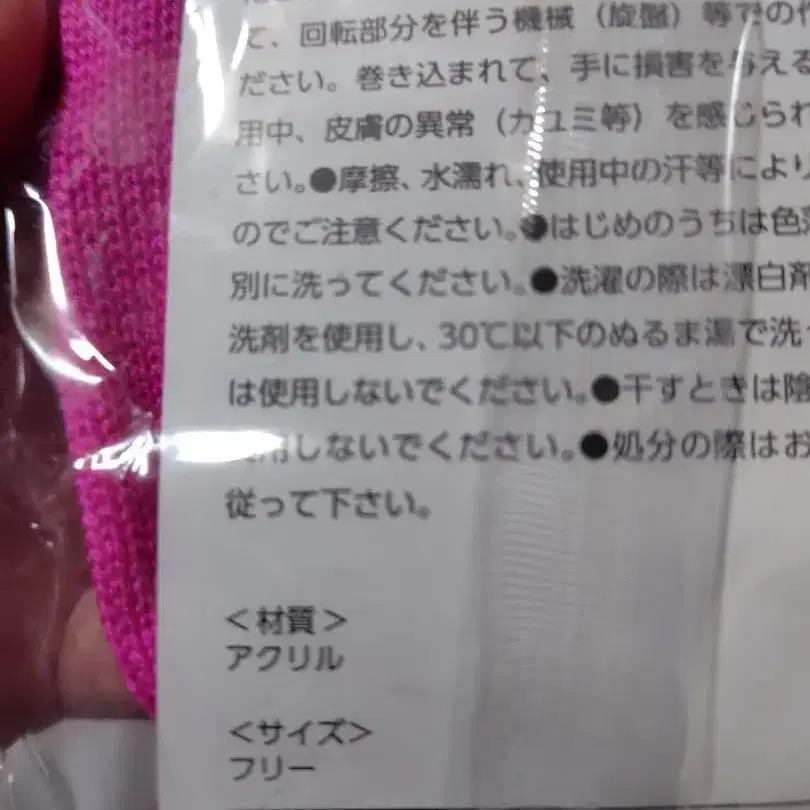 て、回転部分を伴う機械（旋盤）等での
ださい。巻き込まれて、手に損害を与える
用中、皮膚の異常（カユミ等）を感じられ
さい。●摩擦、水濡れ、使用中の汗等により
のでご注意ください。●はじめのうちは色
別に洗ってください。●洗濯の際は漂白剤
洗剤を使用し、30℃以下のぬるま湯で洗
は使用しないでください。●干すときは陰
用しないでください。●処分の際はお
従って下さい。
＜材質＞
アクリル
＜サイズ＞
フリー